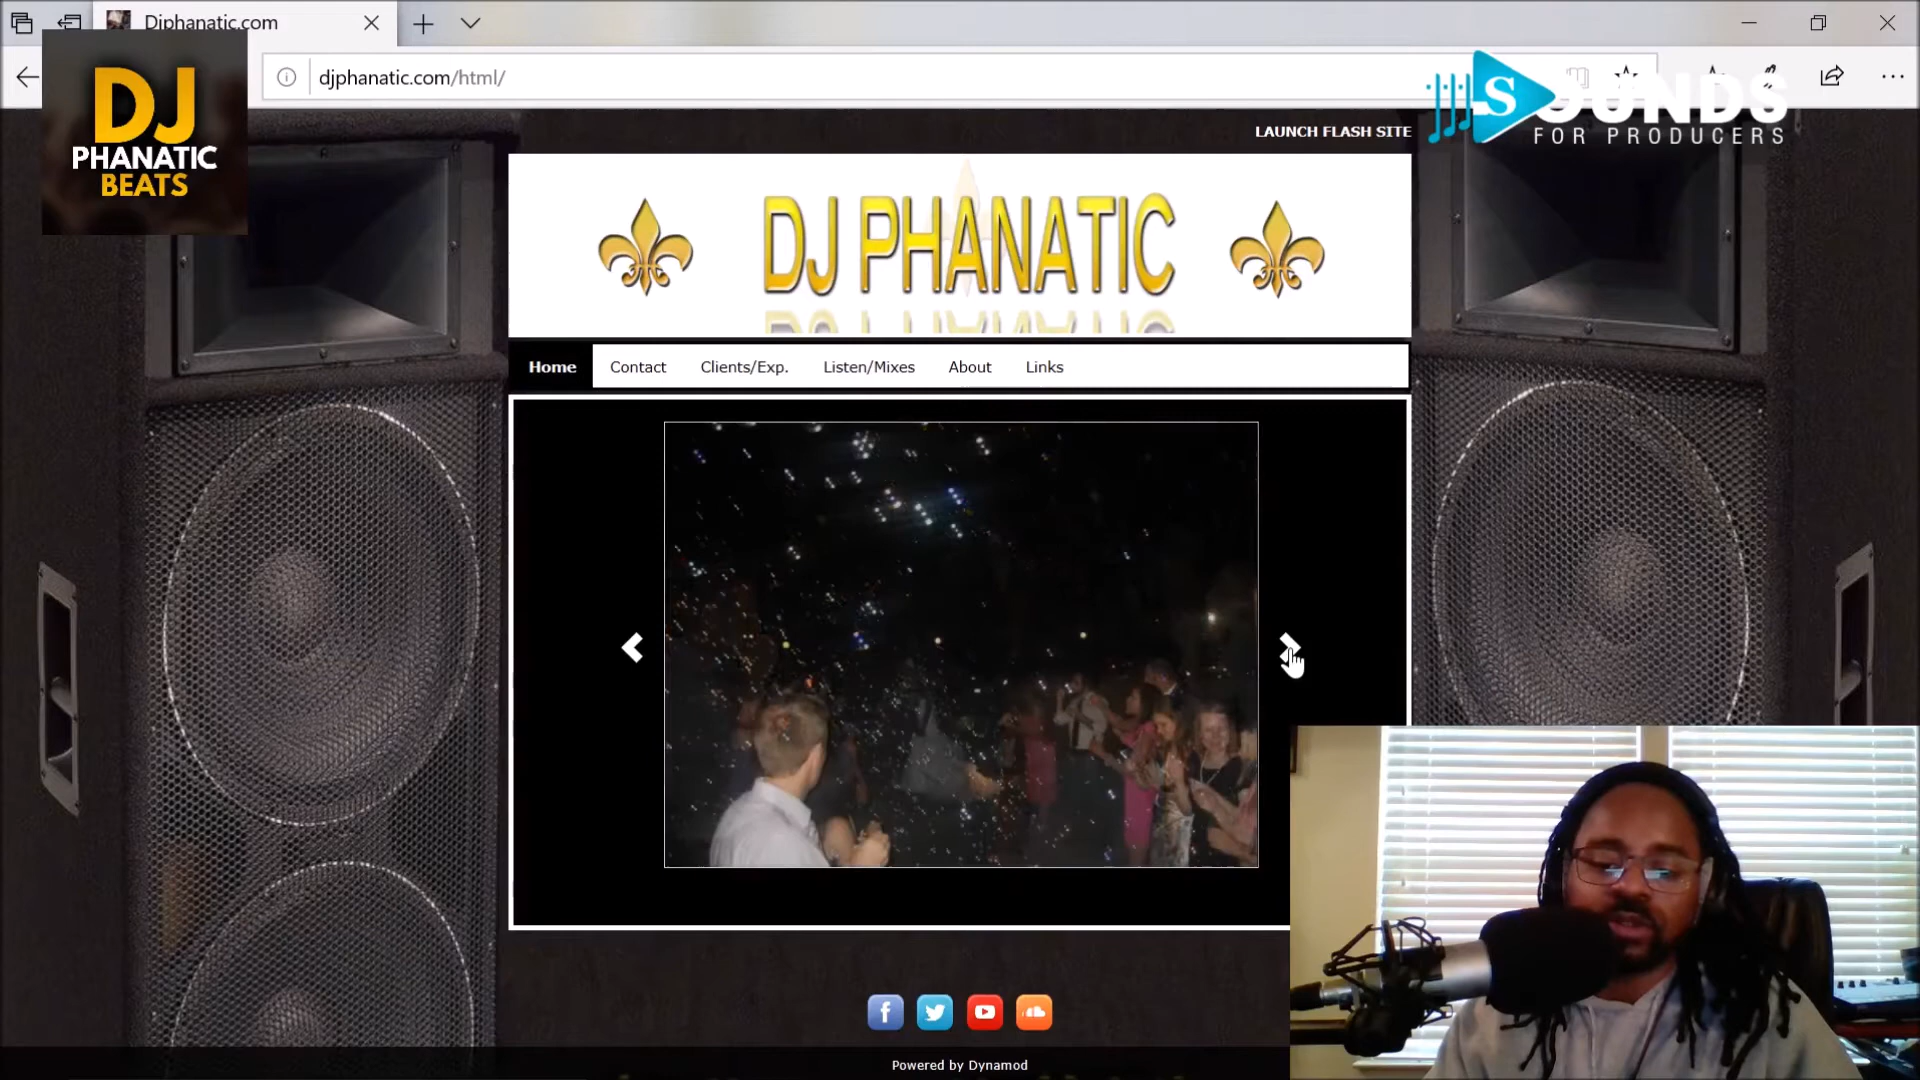 Djphanatic.com
djphanatic.com/html/
DJ
PHANATIC
BEATS
S
OUNDS
FOR PRODUCERS
LAUNCH FLASH SITE
DJ PHANATIC
Home Contact Clients/Exp. Listen/Mixes About Links
Powered by Dynamod